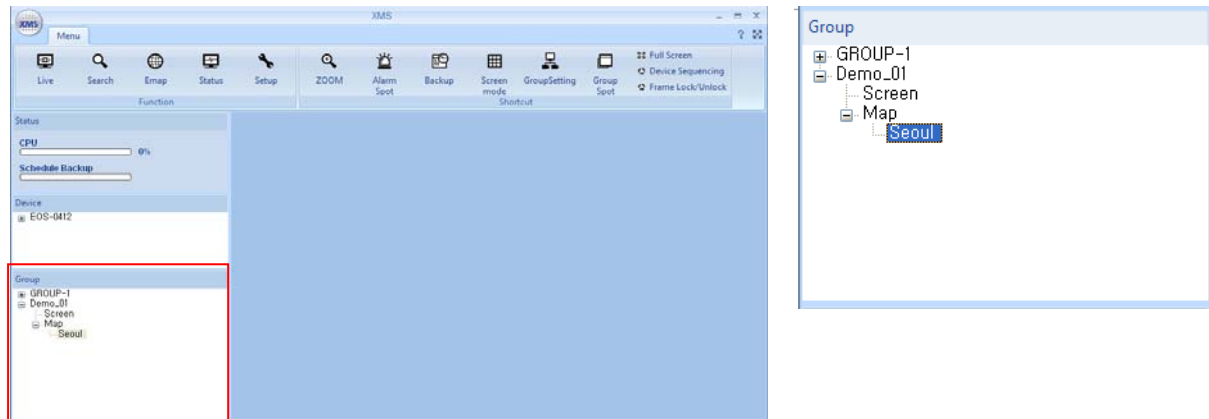 XMS
XMS
Menu
Live
Search
Emap
Status
Setup
ZOOM
Alarm
Spot
Backup
Screen
mode
GroupSetting
Group
Spot
Full Screen
Device Sequencing
Frame Lock/Unlock
Function
Shortcut
Status
CPU
0%
Schedule Backup
Device
EOS-0412
Group
GROUP-1
Demo_01
Screen
Map
Seoul
Group
GROUP-1
Demo_01
Screen
Map
Seoul